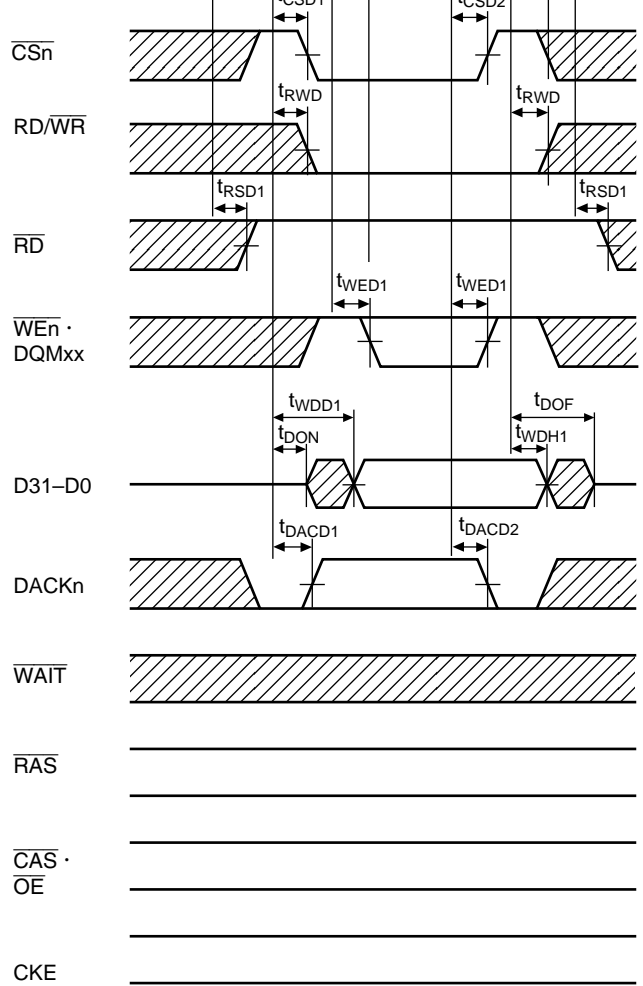 tCSD1 tCSD2
CSn
tRWD tRWD
RD/WR
tRSD1 tRSD1
RD
tWED1 tWED1
WEn ·
DQMxx
tWDD1 tDOF
tDON tWDH1
D31–D0
tDACD1 tDACD2
DACKn
WAIT
RAS
CAS ·
OE
CKE